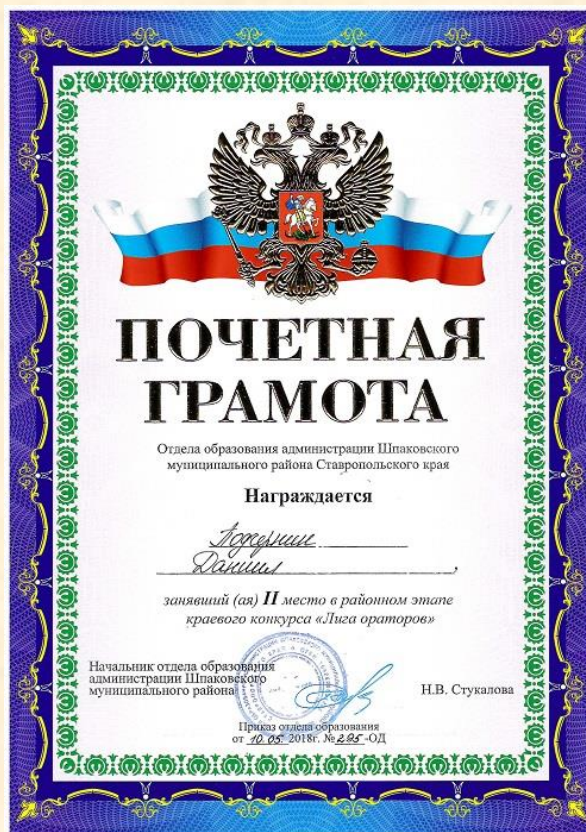 ПОЧЕТНАЯ
ГРАМОТА
Отдела образования администрации Шпаковского
муниципального района Ставропольского края
Награждается
Даниил
занявший (ая) II место в районном этапе
краевого конкурса «Лига ораторов»
Начальник отдела образования
администрации Шпаковского
муниципального района
Н.В. Стукалова
Приказ отдела образования
от 10.05. 2018г. № 295-ОД